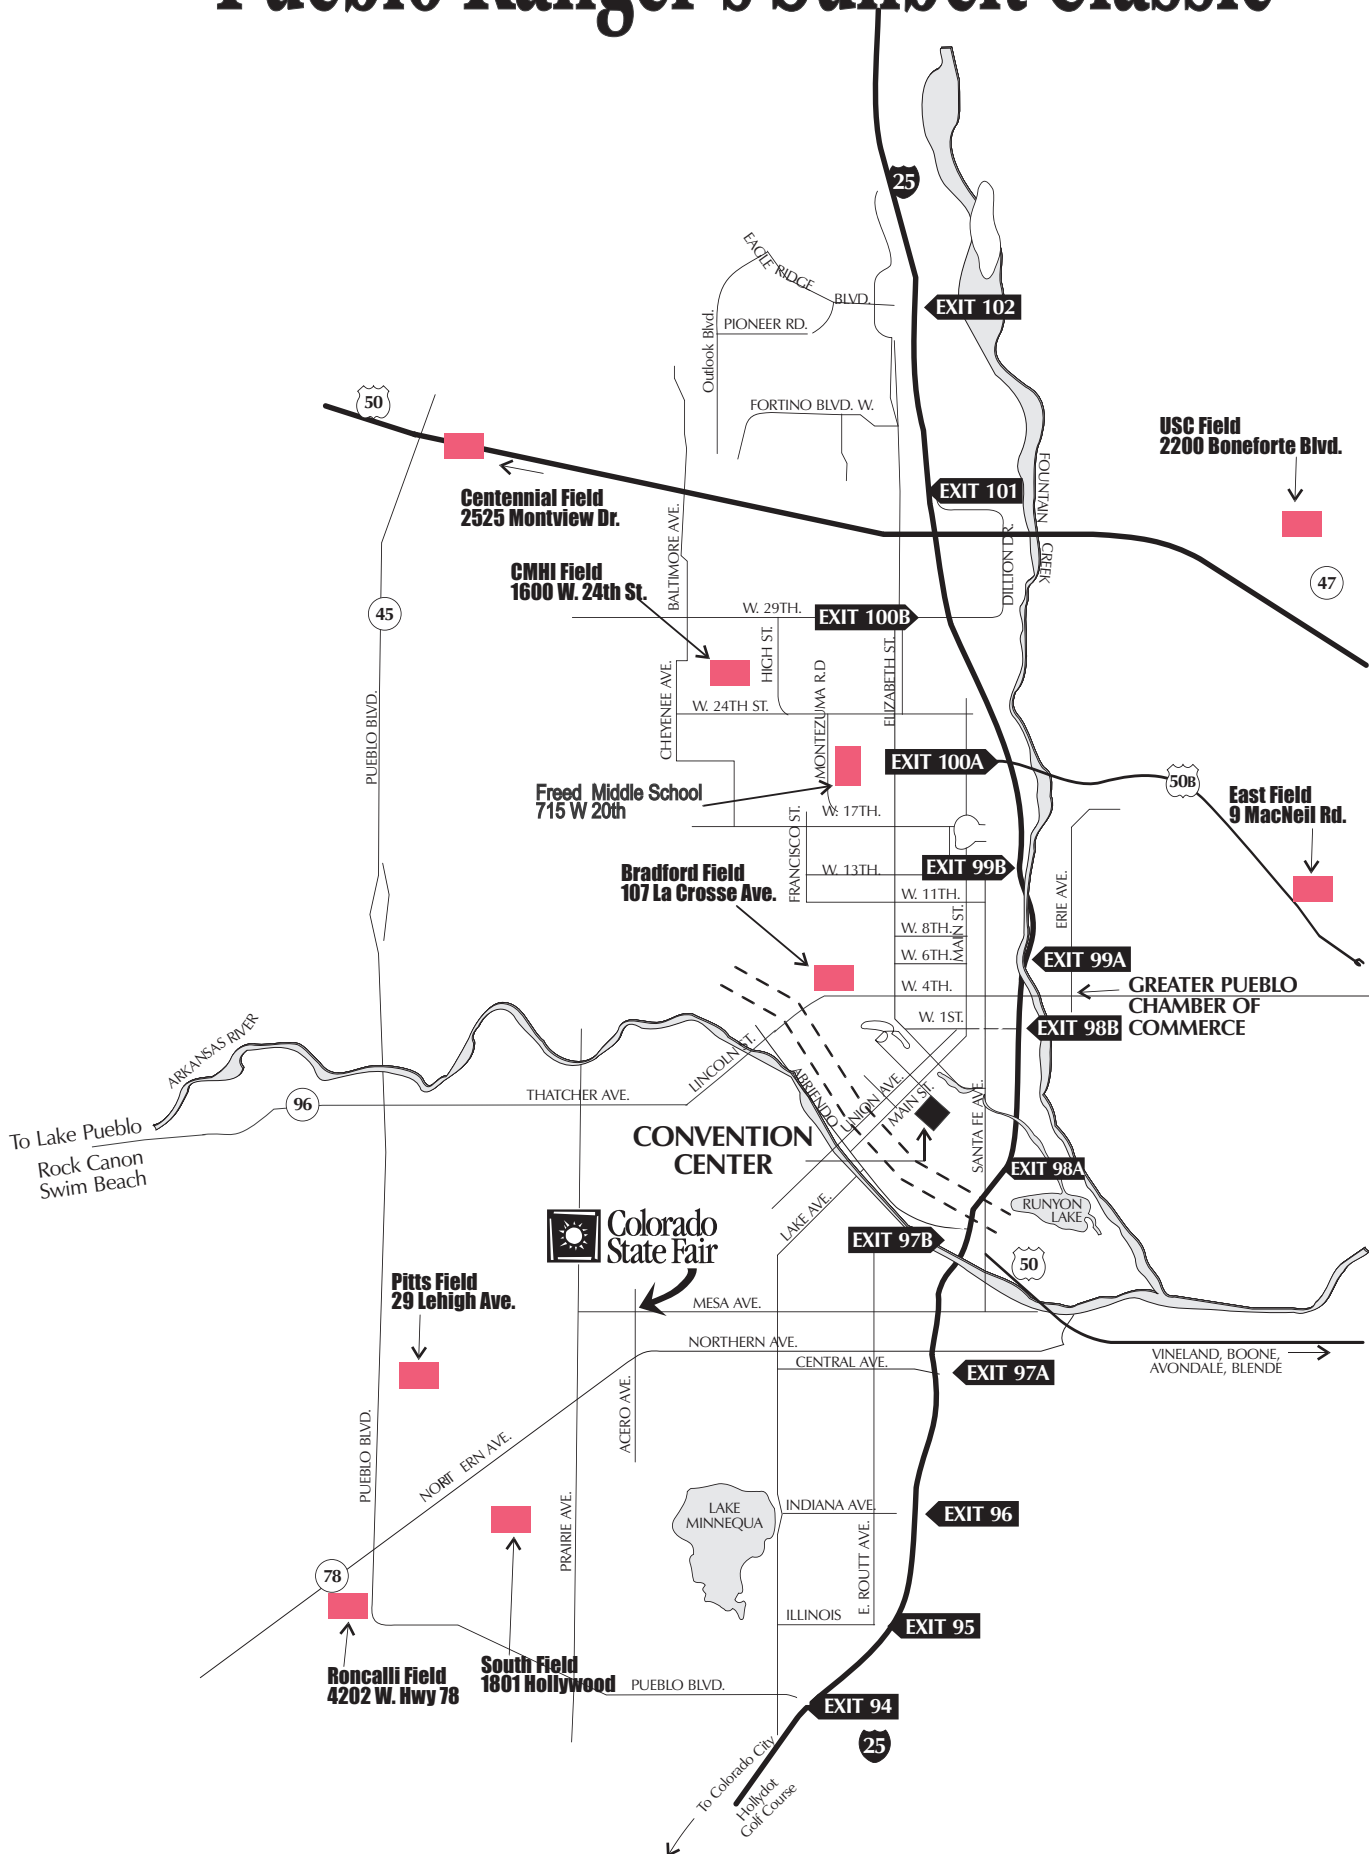 Pueblo Ranger's Sunbelt Classic
25
EAGLE RIDGE
BLVD.
EXIT 102
PIONEER RD.
Outlook Blvd.
50
FORTINO BLVD. W.
USC Field
2200 Boneforte Blvd.
EXIT 101
FOUNTAIN
CREEK
Centennial Field
2525 Montview Dr.
BALTIMORE AVE.
DILLION DR.
CMHI Field
1600 W. 24th St.
47
45
W. 29TH.
EXIT 100B
HIGH ST.
ELIZABETH ST.
CHEYENEE AVE.
MONTEZUMA R.D
W. 24TH ST.
PUEBLO BLVD.
EXIT 100A
50B
Freed Middle School
715 W 20th
East Field
9 MacNeil Rd.
W. 17TH.
FRANCISCO ST.
Bradford Field
107 La Crosse Ave.
W. 13TH.
EXIT 99B
ERIE AVE.
W. 11TH.
MAIN ST.
W. 8TH.
W. 6TH.
EXIT 99A
W. 4TH.
GREATER PUEBLO
CHAMBER OF
COMMERCE
W. 1ST.
EXIT 98B
ARKANSAS RIVER
LINCOLN ST.
ABRIENDO
UNION AVE.
MAIN ST.
96
THATCHER AVE.
To Lake Pueblo
Rock Canon
Swim Beach
CONVENTION
CENTER
SANTA FE AVE.
EXIT 98A
RUNYON
LAKE
LAKE AVE.
Colorado
State Fair
EXIT 97B
50
Pitts Field
29 Lehigh Ave.
MESA AVE.
NORTHERN AVE.
VINELAND, BOONE,
AVONDALE, BLENDE
CENTRAL AVE.
EXIT 97A
ACERO AVE.
PUEBLO BLVD.
NORT ERN AVE.
PRAIRIE AVE.
LAKE
MINNEQUA
INDIANA AVE.
EXIT 96
E. ROUTT AVE.
78
ILLINOIS
EXIT 95
Roncalli Field
4202 W. Hwy 78
South Field
1801 Hollywood
PUEBLO BLVD.
EXIT 94
25
To Colorado City
Hollydot
Golf Course